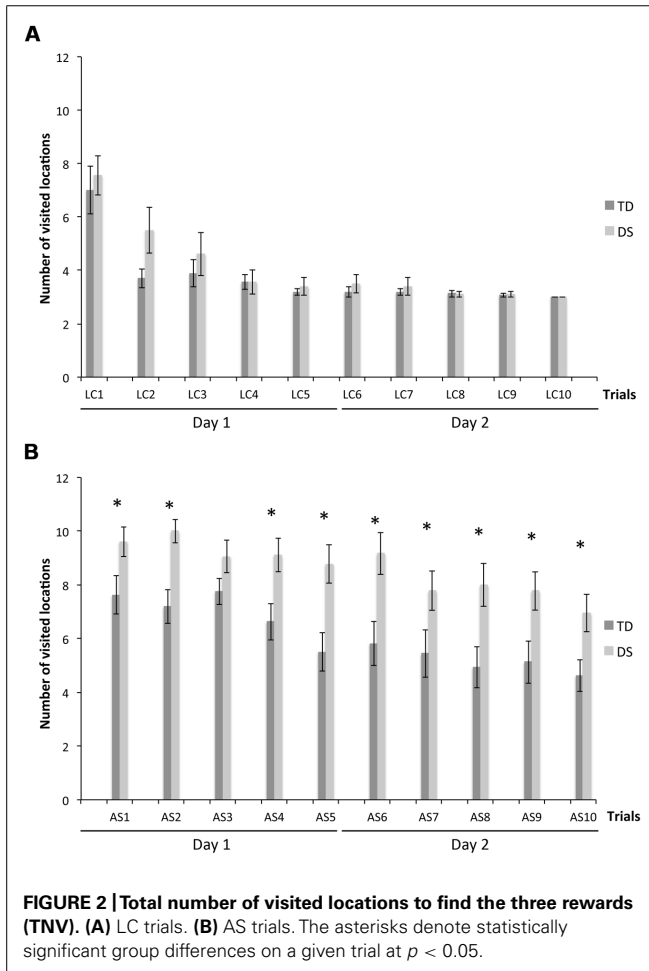 A
12
10
8
6
4
2
0
Number of visited locations
TD
DS
LC1 LC2 LC3 LC4 LC5 LC6 LC7 LC8 LC9 LC10 Trials
Day 1 Day 2
B
12
10
8
6
4
2
0
Number of visited locations
* * * * * * * * *
TD
DS
AS1 AS2 AS3 AS4 AS5 AS6 AS7 AS8 AS9 AS10 Trials
Day 1 Day 2
FIGURE 2 | Total number of visited locations to find the three rewards
(TNV). (A) LC trials. (B) AS trials. The asterisks denote statistically
significant group differences on a given trial at p < 0.05.